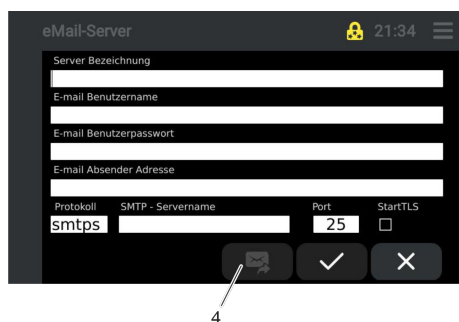 eMail-Server 21:34
Server Bezeichnung
E-mail Benutzername
E-mail Benutzerpasswort
E-mail Absender Adresse
Protokoll SMTP - Servername Port StartTLS
smtps 25
4